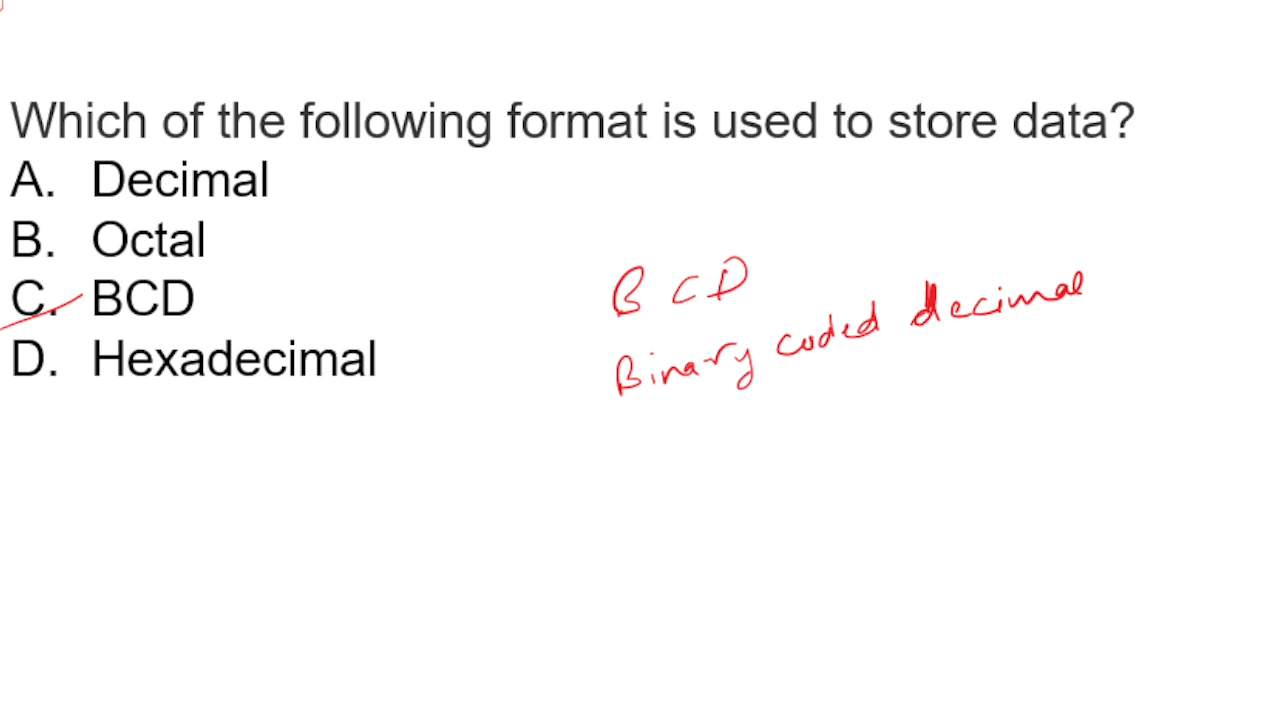 Which of the following format is used to store data?
A. Decimal
B. Octal
C. BCD
D. Hexadecimal
BCD
Binary coded decimal